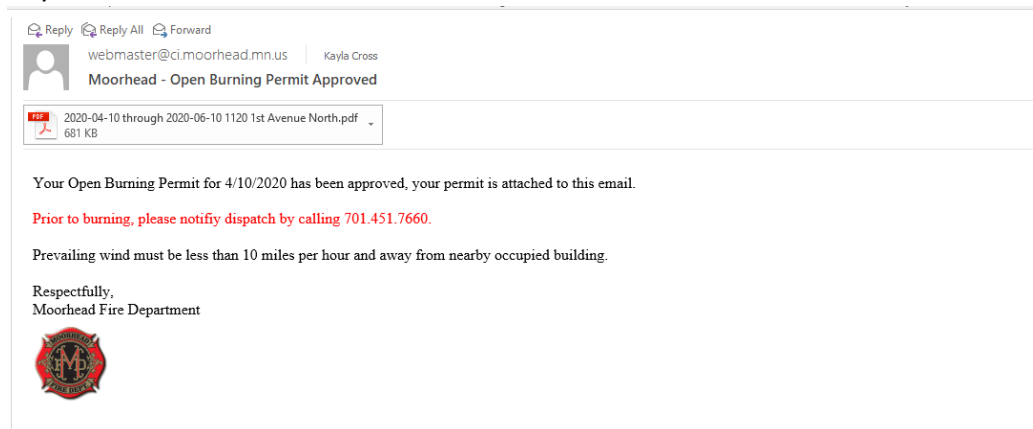 Reply Reply All Forward
webmaster@ci.moorhead.mn.us Kayla Cross
Moorhead - Open Burning Permit Approved
PDF 2020-04-10 through 2020-06-10 1120 1st Avenue North.pdf
681 KB
Your Open Burning Permit for 4/10/2020 has been approved, your permit is attached to this email.
Prior to burning, please notifiy dispatch by calling 701.451.7660.
Prevailing wind must be less than 10 miles per hour and away from nearby occupied building.
Respectfully,
Moorhead Fire Department
MOORHEAD
FIRE DEPT